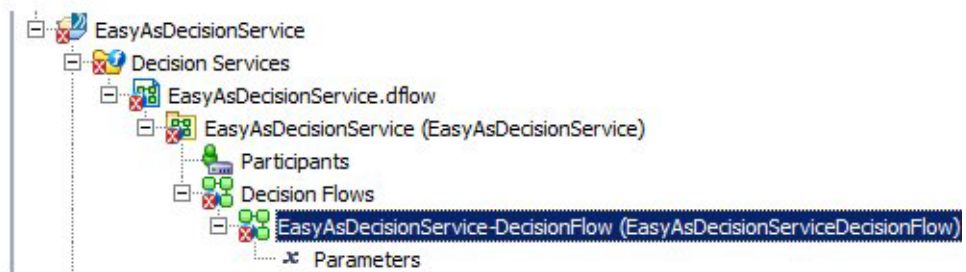 EasyAsDecisionService
Decision Services
EasyAsDecisionService.dflow
EasyAsDecisionService (EasyAsDecisionService)
Participants
Decision Flows
EasyAsDecisionService-DecisionFlow (EasyAsDecisionServiceDecisionFlow)
Parameters